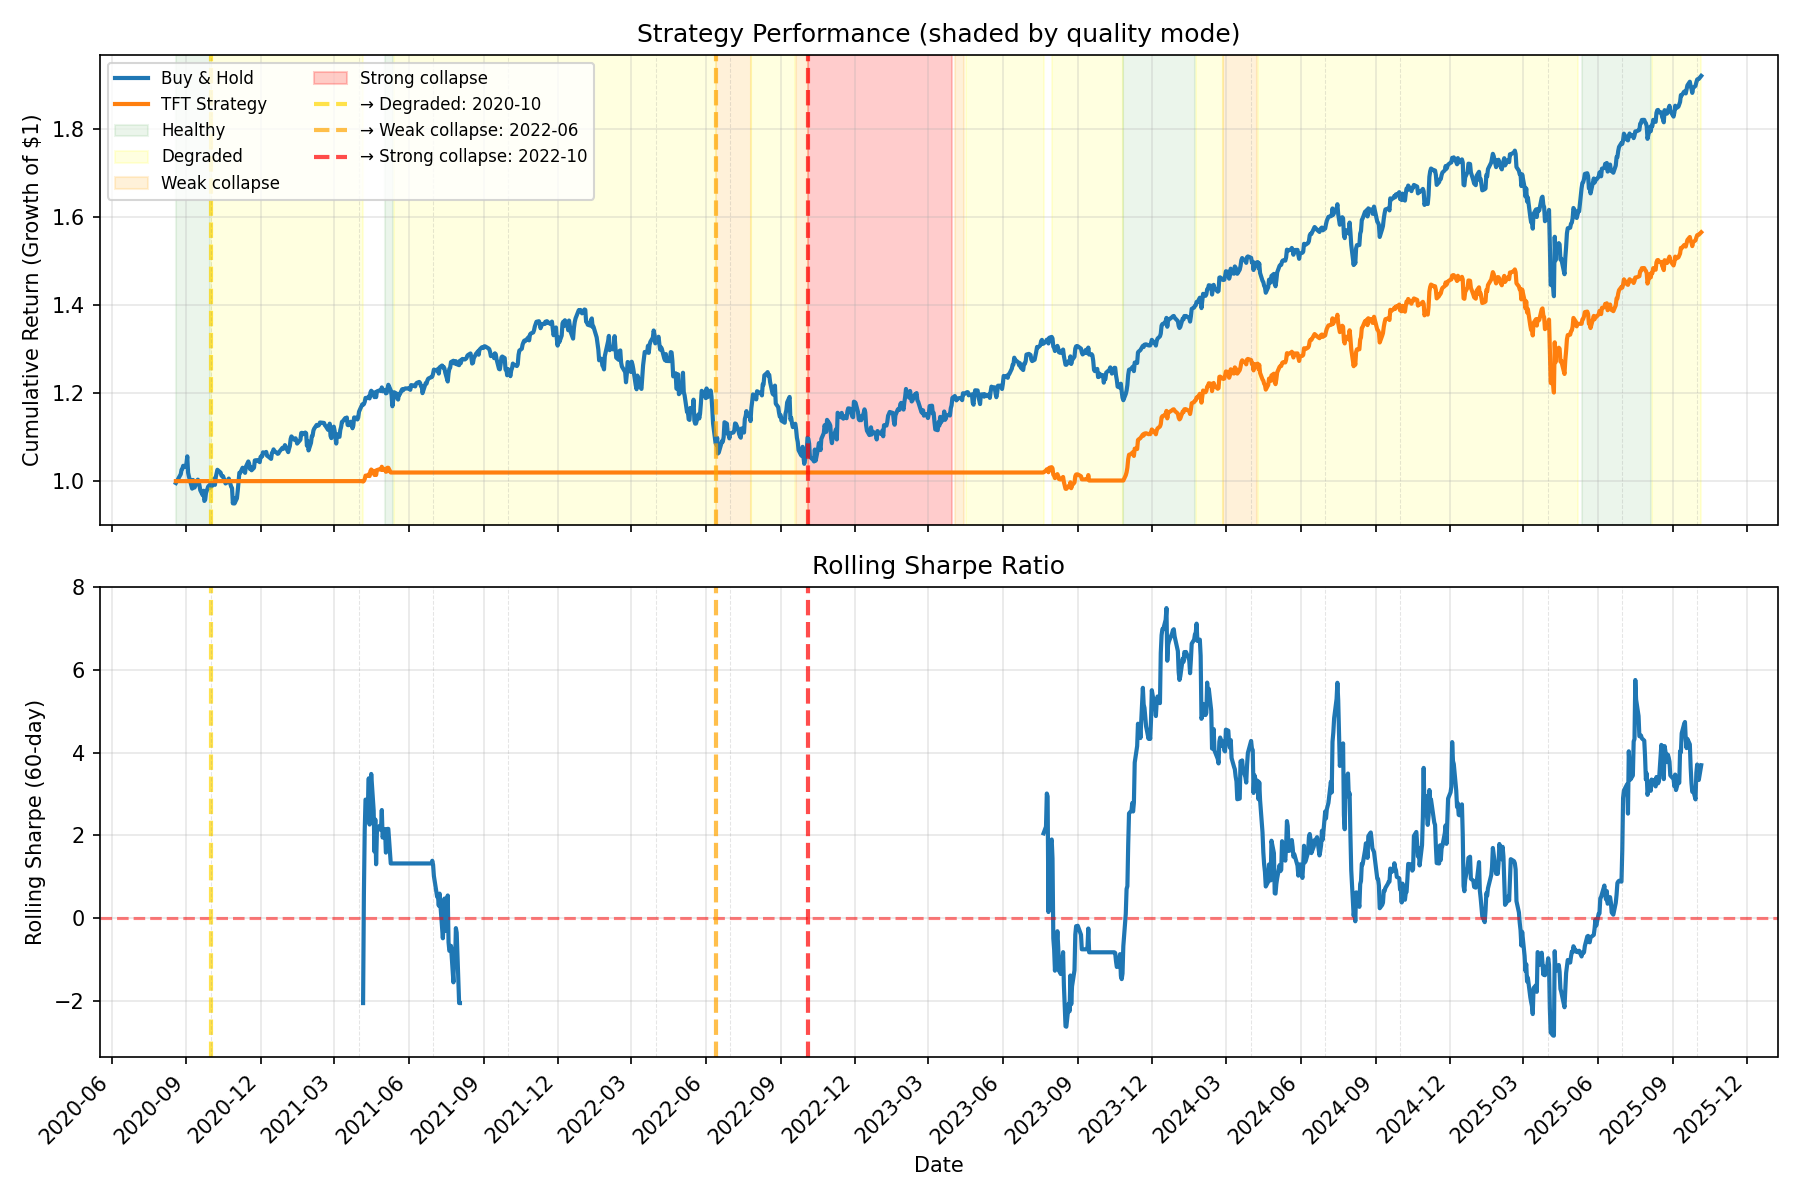 Strategy Performance (shaded by quality mode)
Cumulative Return (Growth of $1)
1.8
1.6
1.4
1.2
1.0
Buy & Hold
TFT Strategy
Healthy
Degraded
Weak collapse
Strong collapse
→ Degraded: 2020-10
→ Weak collapse: 2022-06
→ Strong collapse: 2022-10
Rolling Sharpe Ratio
Rolling Sharpe (60-day)
8
6
4
2
0
−2
2020-06
2020-09
2020-12
2021-03
2021-06
2021-09
2021-12
2022-03
2022-06
2022-09
2022-12
2023-03
2023-06
2023-09
2023-12
2024-03
2024-06
2024-09
2024-12
2025-03
2025-06
2025-09
2025-12
Date